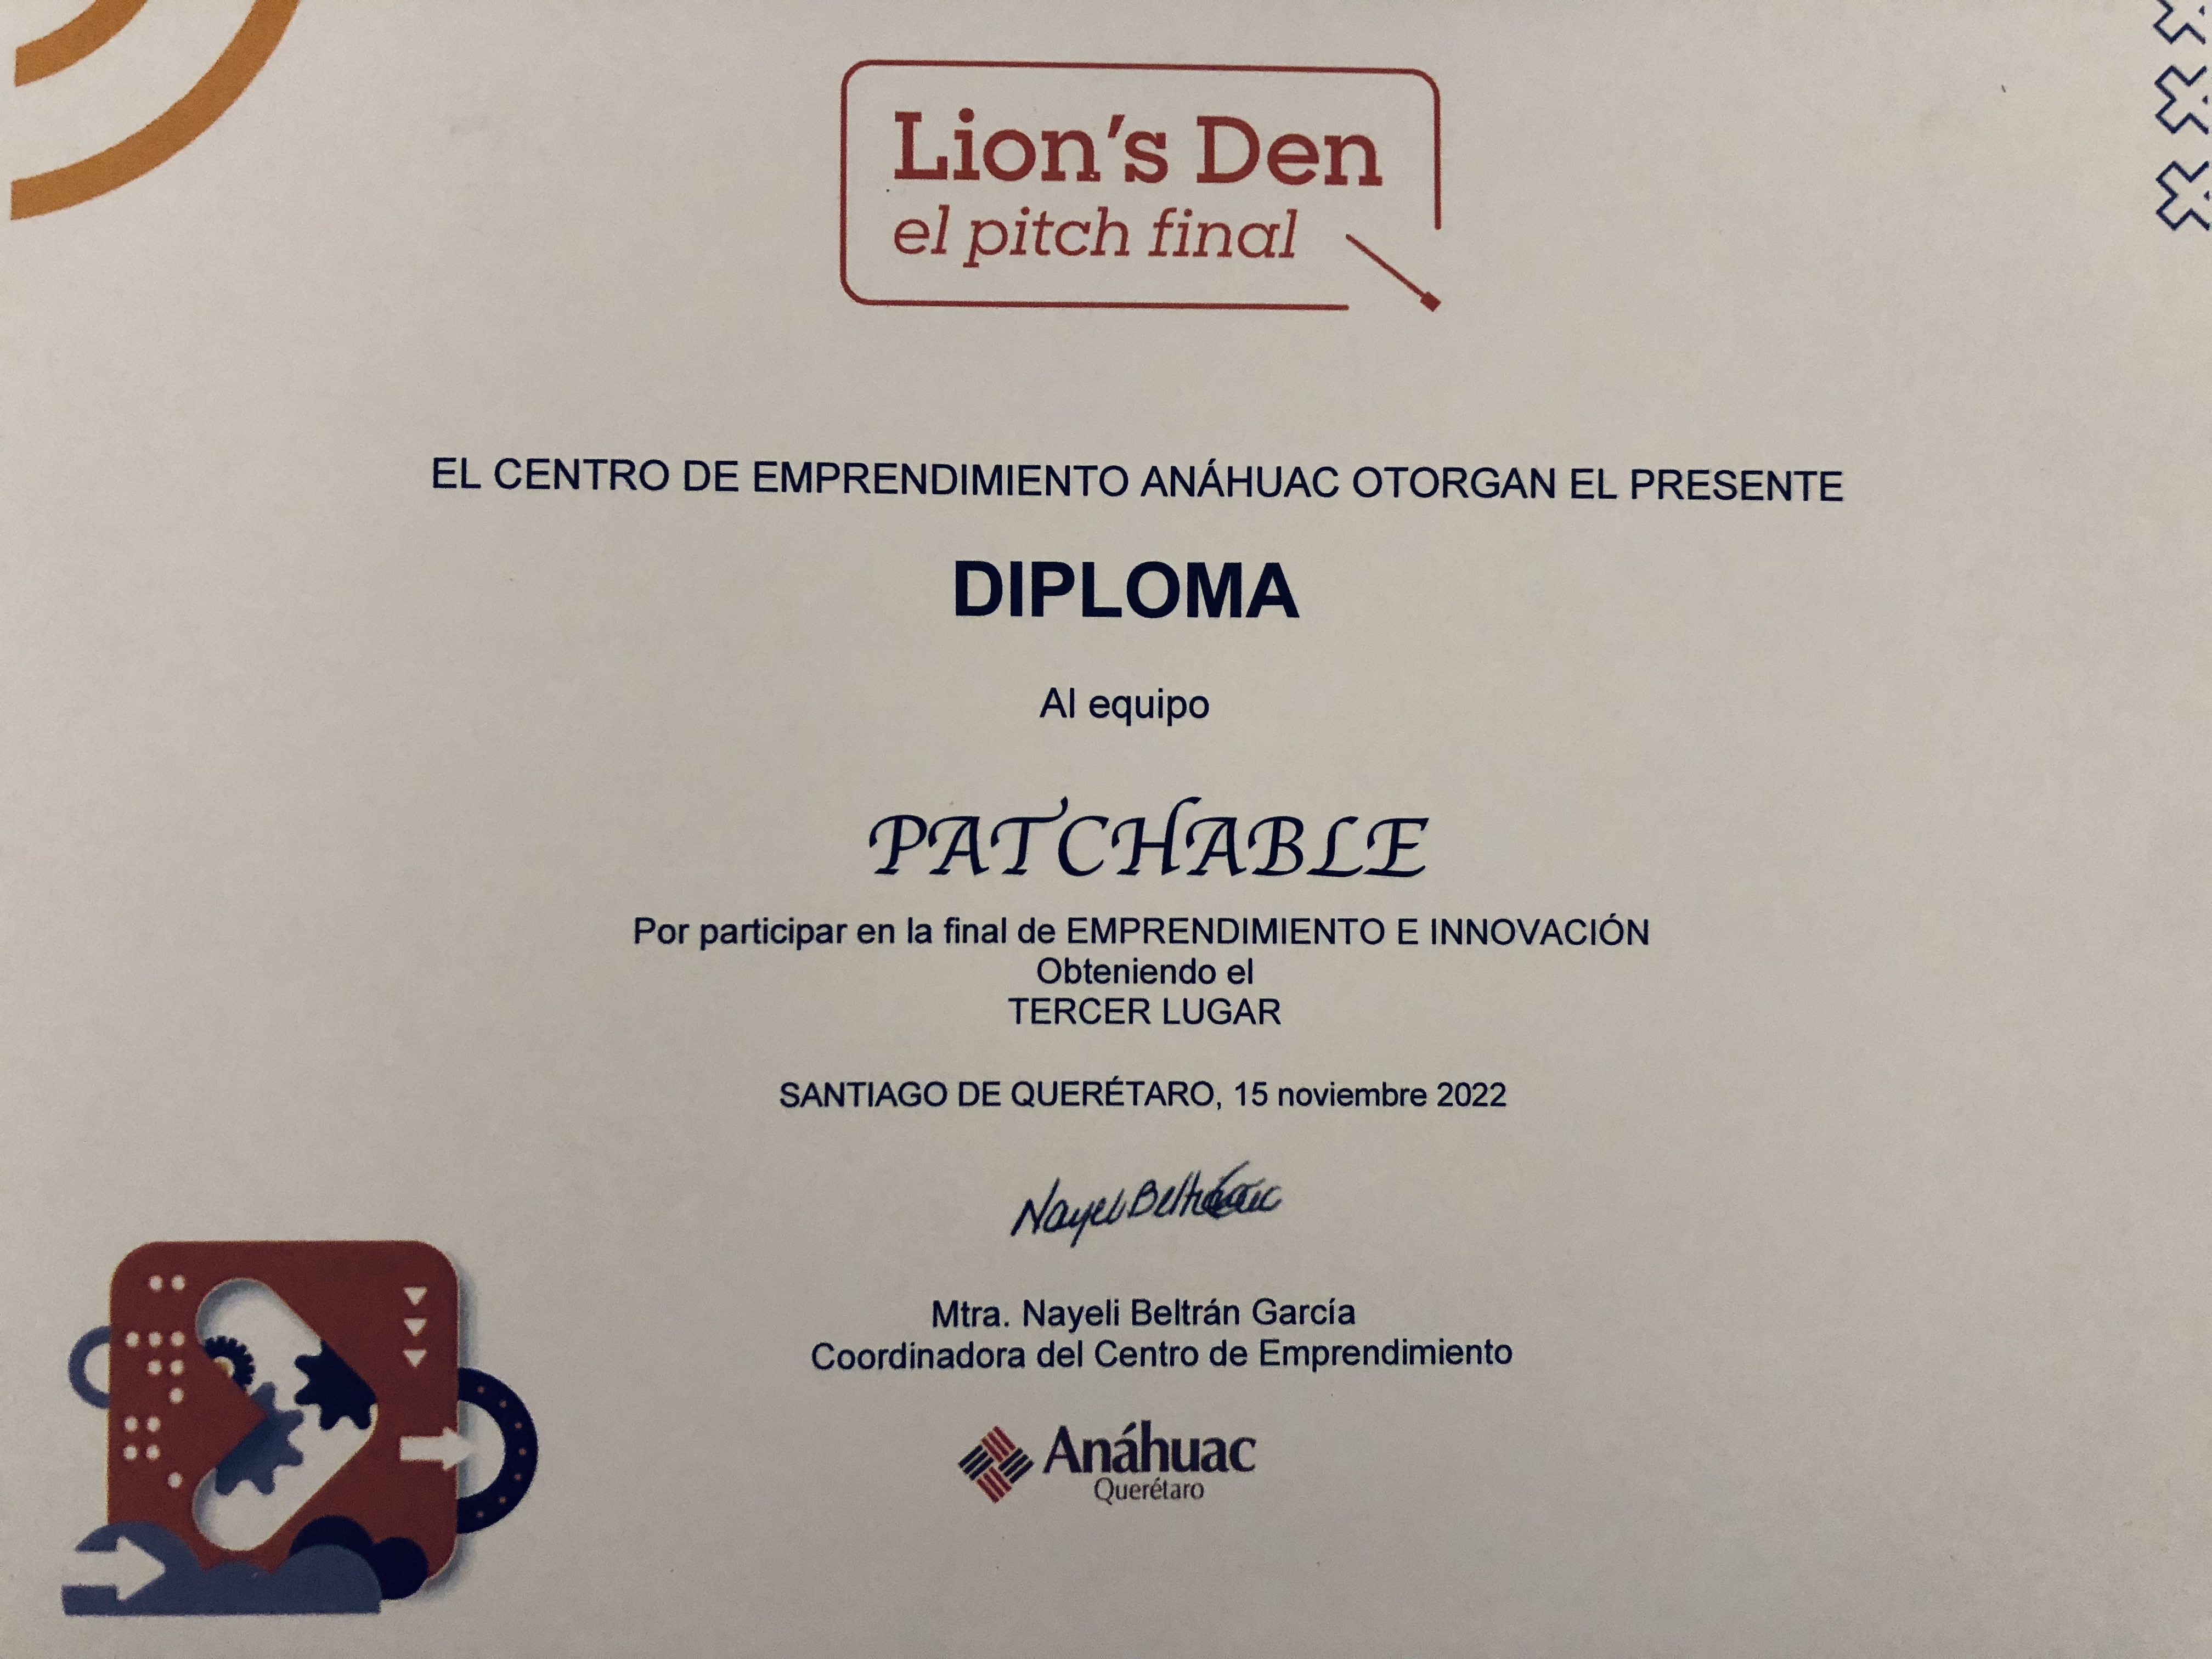 Lion's Den
el pitch final
EL CENTRO DE EMPRENDIMIENTO ANÁHUAC OTORGAN EL PRESENTE
DIPLOMA
Al equipo
PATCHABLE
Por participar en la final de EMPRENDIMIENTO E INNOVACIÓN
Obteniendo el
TERCER LUGAR
SANTIAGO DE QUERÉTARO, 15 noviembre 2022
Mtra. Nayeli Beltrán García
Coordinadora del Centro de Emprendimiento
Anáhuac
Querétaro